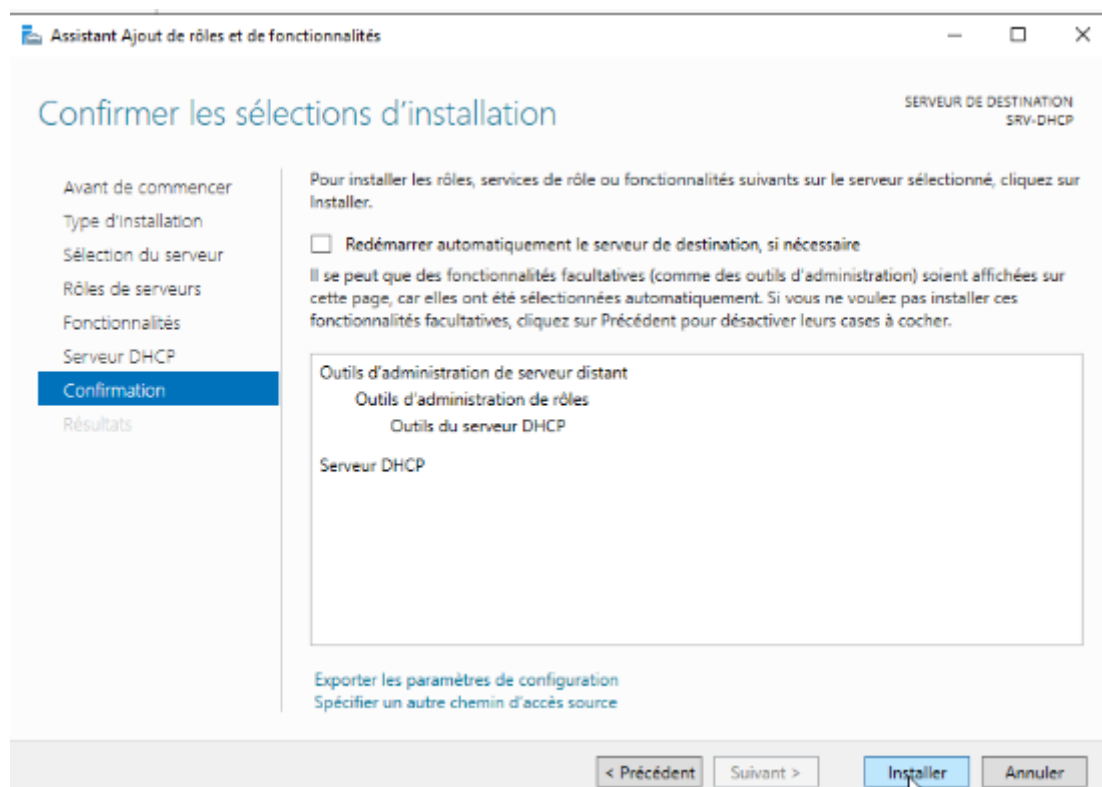 Assistant Ajout de rôles et de fonctionnalités
Confirmer les sélections d'installation
SERVEUR DE DESTINATION
SRV-DHCP
Avant de commencer
Type d'installation
Sélection du serveur
Rôles de serveurs
Fonctionnalités
Serveur DHCP
Confirmation
Résultats
Pour installer les rôles, services de rôle ou fonctionnalités suivants sur le serveur sélectionné, cliquez sur
Installer.
Redémarrer automatiquement le serveur de destination, si nécessaire
Il se peut que des fonctionnalités facultatives (comme des outils d'administration) soient affichées sur
cette page, car elles ont été sélectionnées automatiquement. Si vous ne voulez pas installer ces
fonctionnalités facultatives, cliquez sur Précédent pour désactiver leurs cases à cocher.
Outils d'administration de serveur distant
Outils d'administration de rôles
Outils du serveur DHCP
Serveur DHCP
Exporter les paramètres de configuration
Spécifier un autre chemin d'accès source
< Précédent
Suivant >
Installer
Annuler